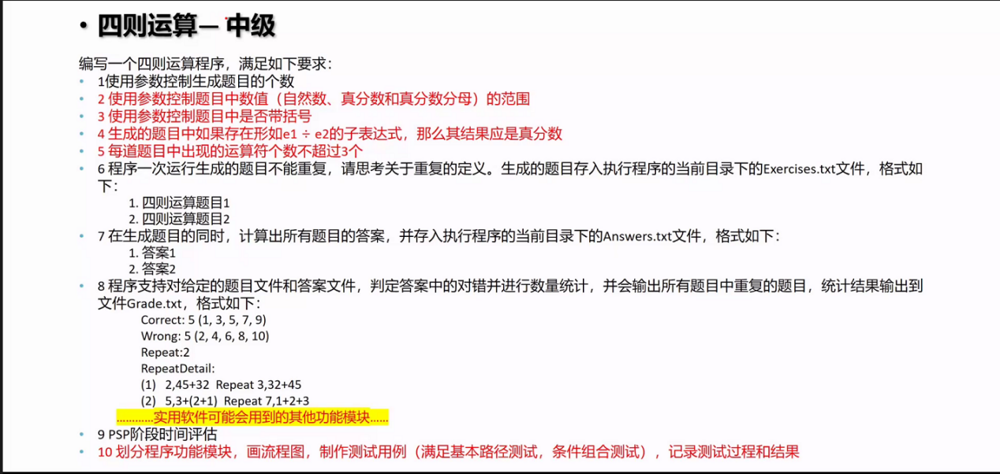 • 四则运算— 中级
编写一个四则运算程序，满足如下要求：
• 1使用参数控制生成题目的个数
• 2 使用参数控制题目中数值（自然数、真分数和真分数分母）的范围
• 3 使用参数控制题目中是否带括号
• 4 生成的题目中如果存在形如e1 ÷ e2的子表达式，那么其结果应是真分数
• 5 每道题目中出现的运算符个数不超过3个
• 6 程序一次运行生成的题目不能重复，请思考关于重复的定义。生成的题目存入执行程序的当前目录下的Exercises.txt文件，格式如
下：
1. 四则运算题目1
2. 四则运算题目2
• 7 在生成题目的同时，计算出所有题目的答案，并存入执行程序的当前目录下的Answers.txt文件，格式如下：
1. 答案1
2. 答案2
• 8 程序支持对给定的题目文件和答案文件，判定答案中的对错并进行数量统计，并会输出所有题目中重复的题目，统计结果输出到
文件Grade.txt，格式如下：
Correct: 5 (1, 3, 5, 7, 9)
Wrong: 5 (2, 4, 6, 8, 10)
Repeat:2
RepeatDetail:
(1) 2,45+32 Repeat 3,32+45
(2) 5,3+(2+1) Repeat 7,1+2+3
…………实用软件可能会用到的其他功能模块……
• 9 PSP阶段时间评估
• 10 划分程序功能模块，画流程图，制作测试用例（满足基本路径测试，条件组合测试），记录测试过程和结果